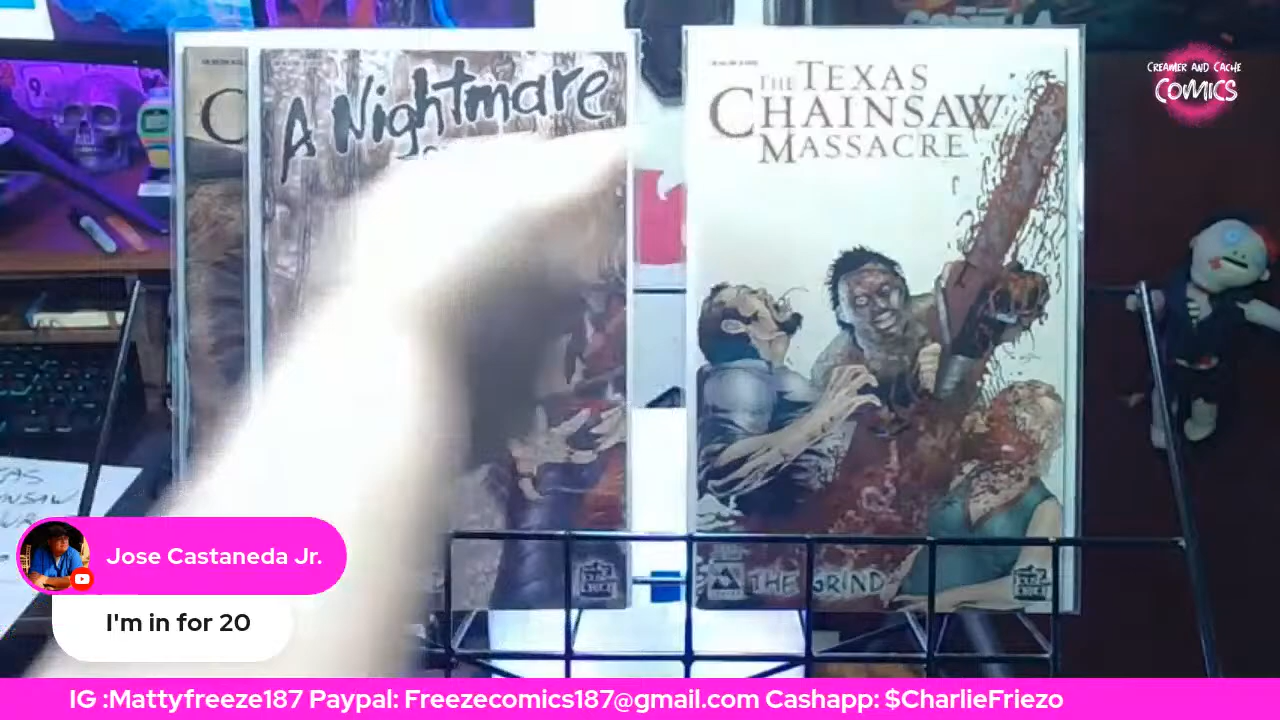 C
A Nightmare
THE TEXAS
CHAINSAW
MASSACRE
THE GRIND
CREAMER AND CACHE
COMICS
Jose Castaneda Jr.
I'm in for 20
IG :Mattyfreeze187 Paypal: Freezecomics187@gmail.com Cashapp: $CharlieFriezo